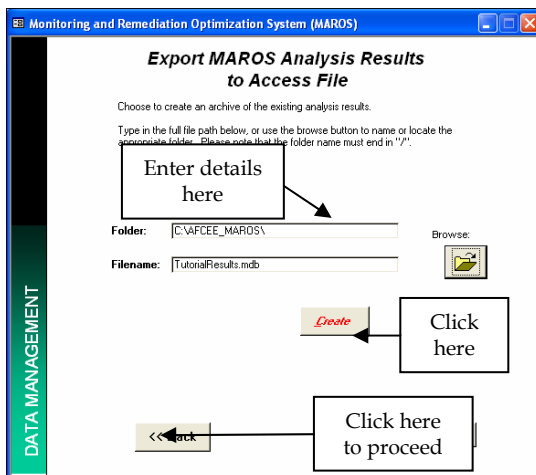 Monitoring and Remediation Optimization System (MAROS)
Export MAROS Analysis Results
to Access File
Choose to create an archive of the existing analysis results.
Type in the full file path below, or use the browse button to name or locate the
appropriate folder. Please note that the folder name must end in "/".
Enter details
here
Folder:
C:\AFCEE_MAROS\
Browse:
Filename:
TutorialResults.mdb
Create
Click
here
<< Back
Click here
to proceed
DATA MANAGEMENT